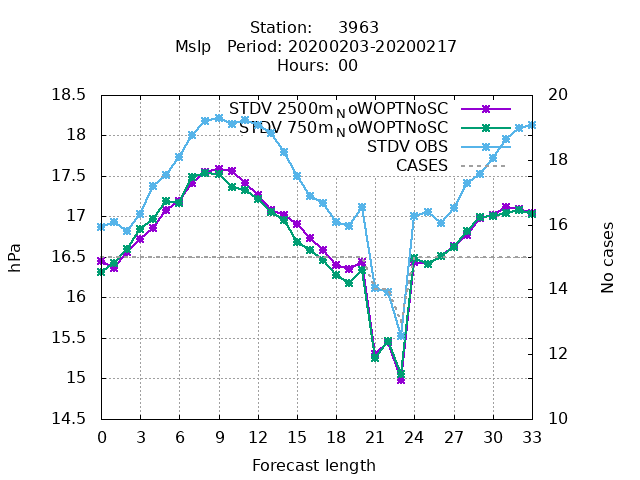 Station: 3963
Mslp Period: 20200203-20200217
Hours: 00
18.5 20
STDV 2500m_NoWOPTNoSC
STDV 750m_NoWOPTNoSC
18
STDV OBS
CASES
18
17.5
17
16
16.5
hPa
No cases
16
14
15.5
12
15
14.5 10
0 3 6 9 12 15 18 21 24 27 30 33
Forecast length